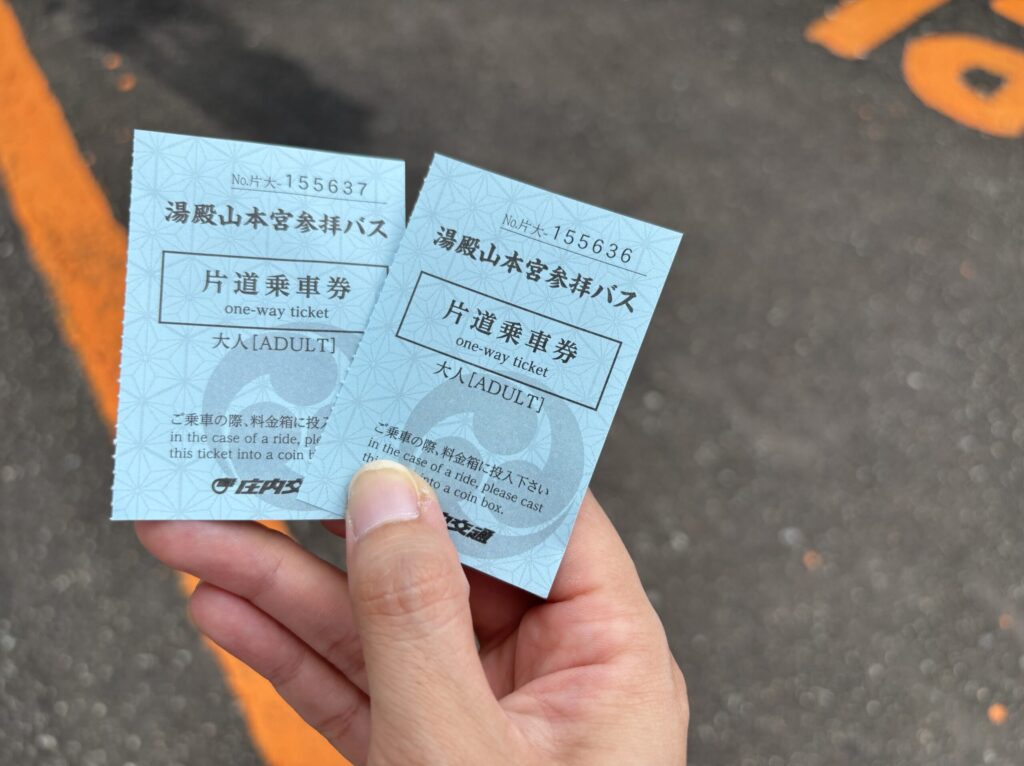 No.片大-155637
湯殿山本宮参拝バス
片道乗車券
one-way ticket
大人[ADULT]
ご乗車の際、料金箱に投入
in the case of a ride,
this ticket into a coin
庄内交
No.片大-155636
湯殿山本宮参拝バス
片道乗車券
one-way ticket
大人[ADULT]
ご乗車の際、料金箱に投入下さい
in the case of a ride, please cast
into a coin box.
交通